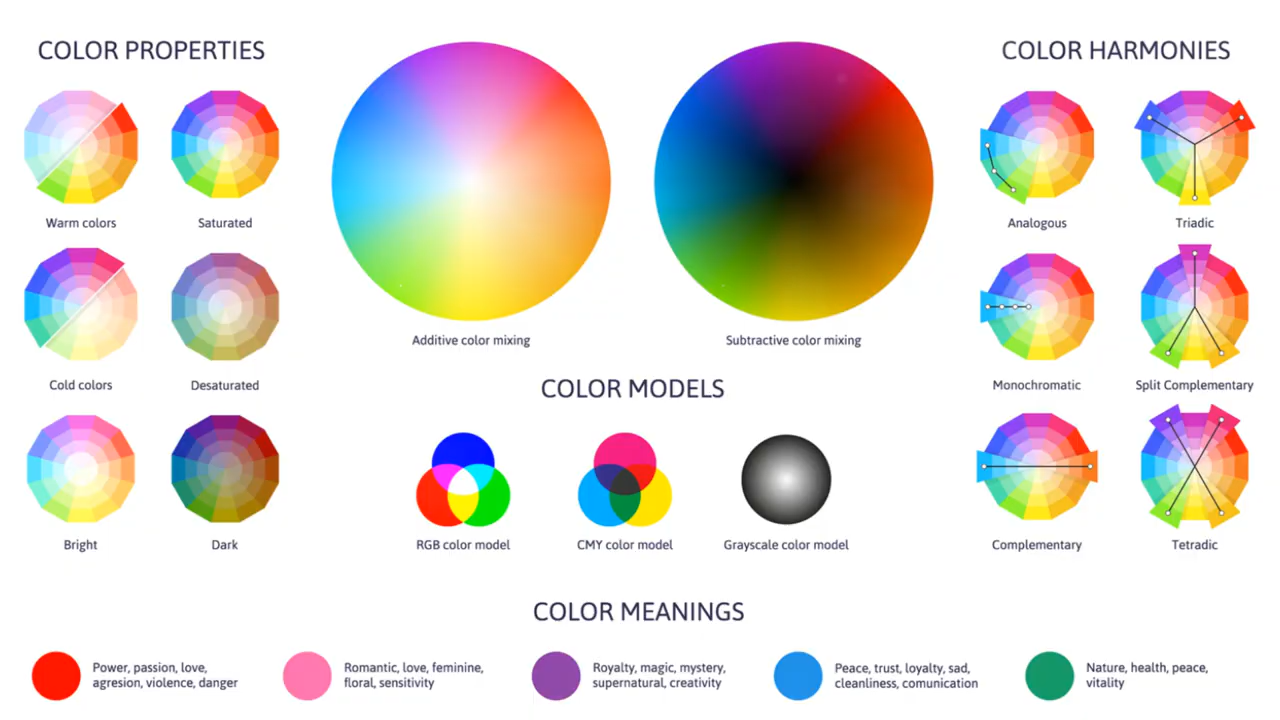 COLOR PROPERTIES
Warm colors
Saturated
Cold colors
Desaturated
Bright
Dark
Additive color mixing
Subtractive color mixing
COLOR MODELS
RGB color model
CMY color model
Grayscale color model
COLOR HARMONIES
Analogous
Triadic
Monochromatic
Split Complementary
Complementary
Tetradic
COLOR MEANINGS
Power, passion, love,
agresion, violence, danger
Romantic, love, feminine,
floral, sensitivity
Royalty, magic, mystery,
supernatural, creativity
Peace, trust, loyalty, sad,
cleanliness, comunication
Nature, health, peace,
vitality